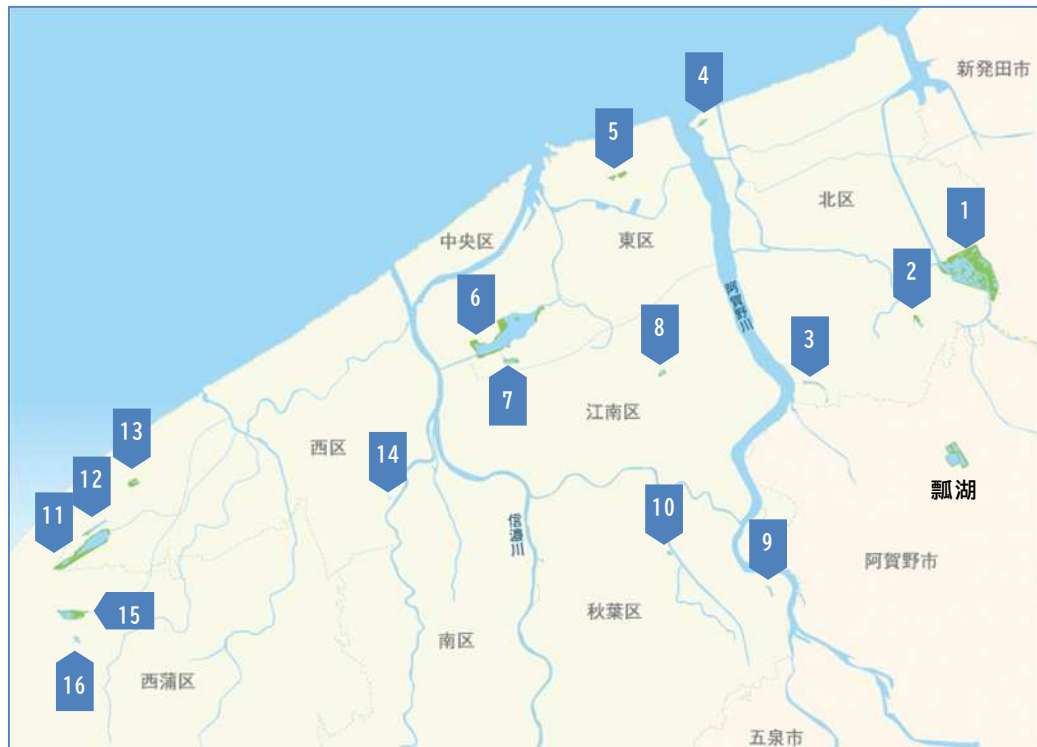 新発田市
4
5
北区
1
中央区
東区
2
6
阿賀野川
8
3
7
江南区
13
西区
14
12
瓢湖
11
信濃川
10
9
阿賀野市
15
秋葉区
南区
16
西蒲区
五泉市